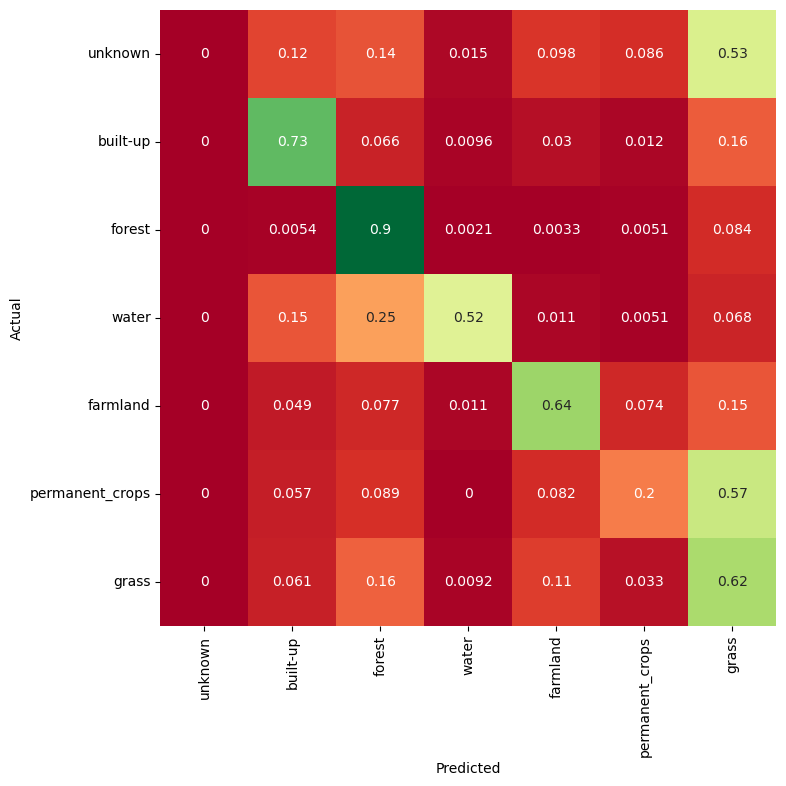 unknown 0 0.12 0.14 0.015 0.098 0.086 0.53
built-up 0 0.73 0.066 0.0096 0.03 0.012 0.16
forest 0 0.0054 0.9 0.0021 0.0033 0.0051 0.084
water 0 0.15 0.25 0.52 0.011 0.0051 0.068
Actual
farmland 0 0.049 0.077 0.011 0.64 0.074 0.15
permanent_crops 0 0.057 0.089 0 0.082 0.2 0.57
grass 0 0.061 0.16 0.0092 0.11 0.033 0.62
unknown built-up forest water farmland permanent_crops grass
Predicted